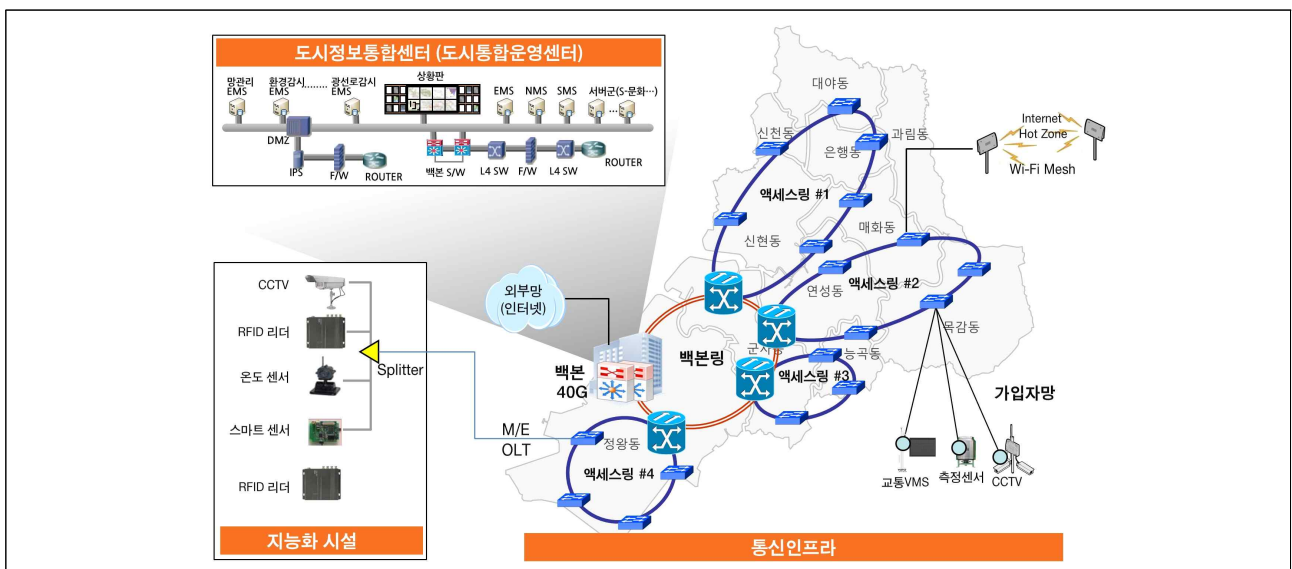 도시정보통합센터 (도시통합운영센터)
망관리
EMS
환경감시
EMS
........
광선로감시
EMS
상황판
EMS
NMS
SMS
서버군(S-문화…)
...
DMZ
IPS
F/W
ROUTER
백본 S/W
L4 SW
F/W
L4 SW
ROUTER
대야동
신천동
과림동
은행동
액세스링 #1
신현동
매화동
Internet
Hot Zone
Wi-Fi Mesh
연성동
액세스링 #2
목감동
외부망
(인터넷)
백본링
능곡동
액세스링 #3
백본
40G
가입자망
CCTV
RFID 리더
온도 센서
스마트 센서
RFID 리더
Splitter
M/E
OLT
정왕동
액세스링 #4
교통VMS
측정센서
CCTV
지능화 시설
통신인프라